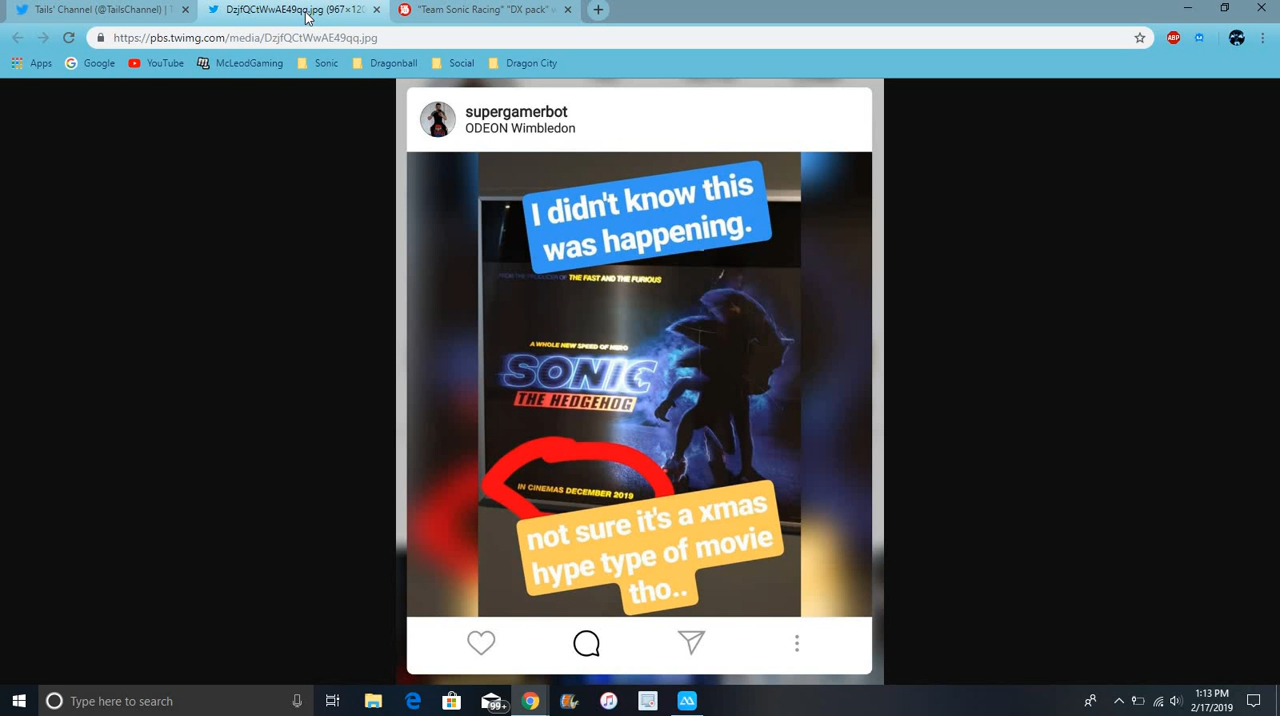 Tails' Channel (@TailsChannel) | T
DzjfQCtWwAE49qq.jpg (967×120
"Team Sonic Racing" "DX pack" v
https://pbs.twimg.com/media/DzjfQCtWwAE49qq.jpg
ABP
Apps
Google
YouTube
McLeodGaming
Sonic
Dragonball
Social
Dragon City
supergamerbot
ODEON Wimbledon
I didn't know this
was happening.
FROM THE PRODUCER OF THE FAST AND THE FURIOUS
A WHOLE NEW SPEED OF HERO
SONIC
THE HEDGEHOG
IN CINEMAS DECEMBER 2019
not sure it's a xmas
hype type of movie
tho..
Type here to search
99+
1:13 PM
2/17/2019